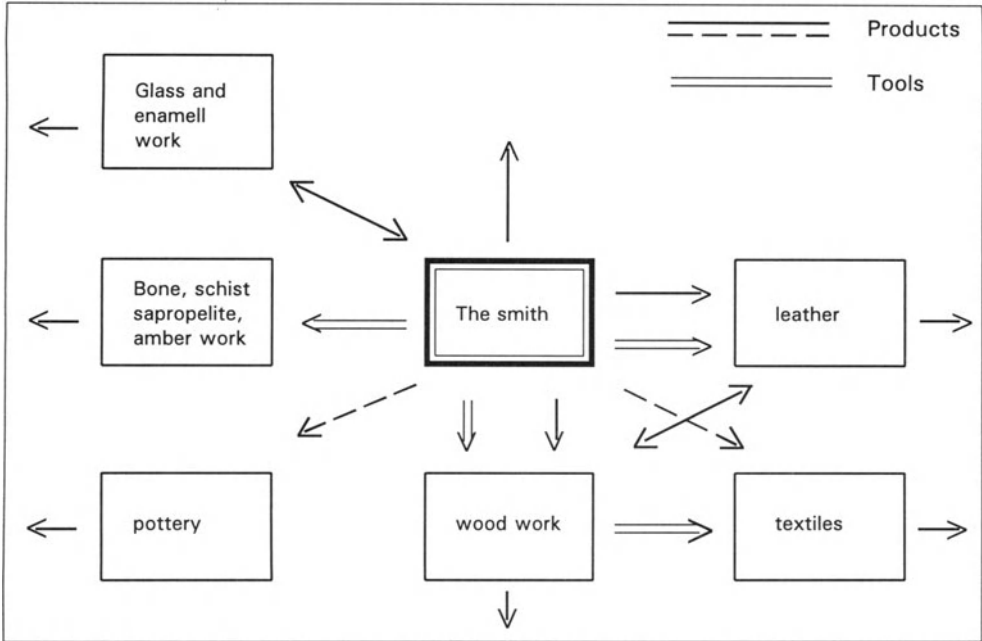 Products
Tools
Glass and
enamell
work
Bone, schist
sapropelite,
amber work
The smith
leather
pottery
wood work
textiles